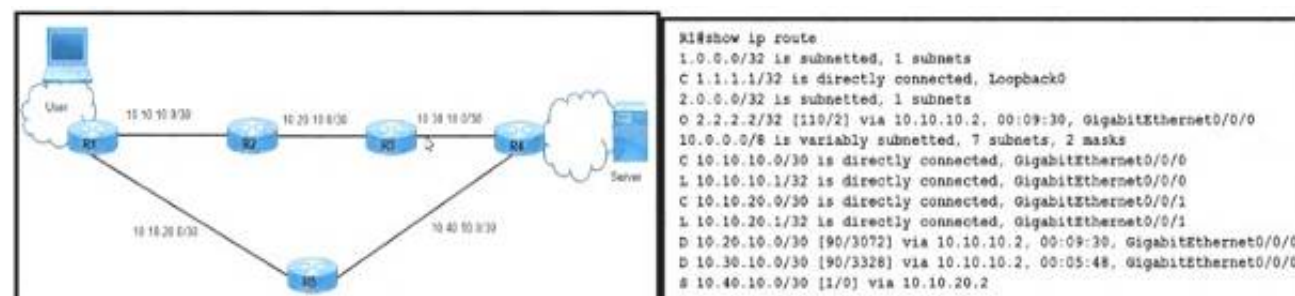 User
10.10.10.0/30
10.20.10.0/30
10.30.10.0/30
R1
R2
R3
R4
Server
10.10.20.0/30
10.40.10.0/30
R5
R1#show ip route
1.0.0.0/32 is subnetted, 1 subnets
C 1.1.1.1/32 is directly connected, Loopback0
2.0.0.0/32 is subnetted, 1 subnets
O 2.2.2.2/32 [110/2] via 10.10.10.2, 00:09:30, GigabitEthernet0/0/0
10.0.0.0/8 is variably subnetted, 7 subnets, 2 masks
C 10.10.10.0/30 is directly connected, GigabitEthernet0/0/0
L 10.10.10.1/32 is directly connected, GigabitEthernet0/0/0
C 10.10.20.0/30 is directly connected, GigabitEthernet0/0/1
L 10.10.20.1/32 is directly connected, GigabitEthernet0/0/1
D 10.20.10.0/30 [90/3072] via 10.10.10.2, 00:09:30, GigabitEthernet0/0/0
D 10.30.10.0/30 [90/3328] via 10.10.10.2, 00:05:48, GigabitEthernet0/0/0
S 10.40.10.0/30 [1/0] via 10.10.20.2